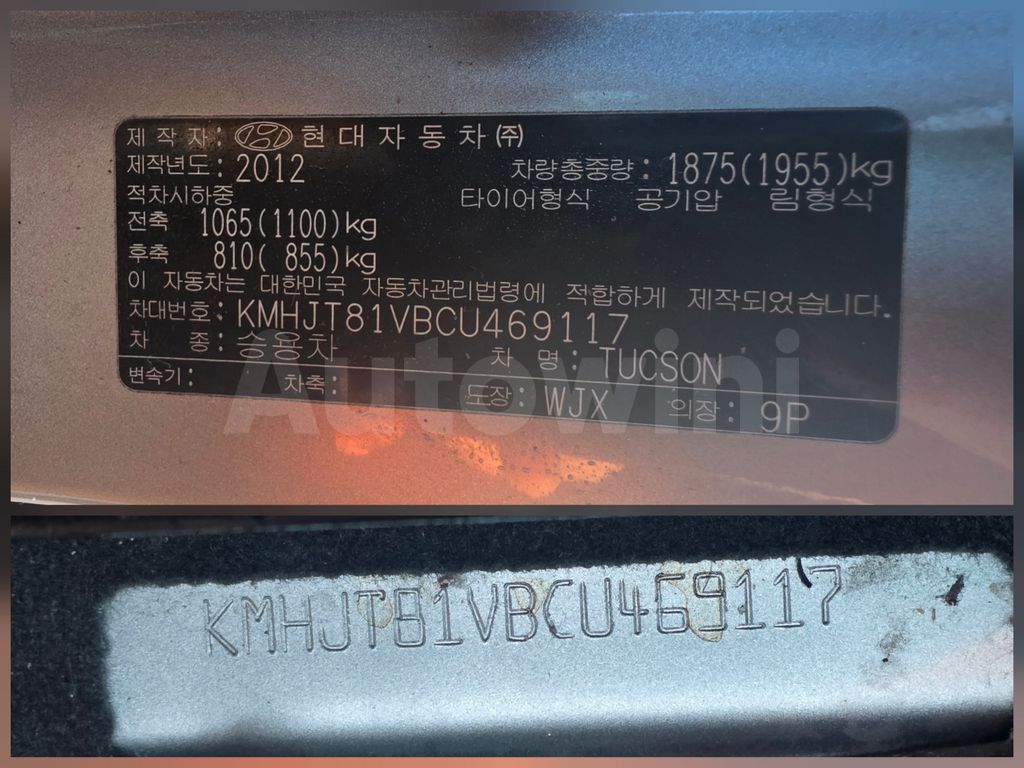 제 작 자 : 현 대 자 동 차 ㈜
제작년도 : 2012 차량총중량 : 1875(1955)kg
적차시하중 타이어형식 공기압 림형식
전축 1065(1100)kg
후축 810( 855)kg
이 자동차는 대한민국 자동차관리법령에 적합하게 제작되었습니다.
차대번호 : KMHJT81VBCU469117
차 종 : 승용차 차 명 : TUCSON
변속기 : 차축 : 도장 : WJX 의장 : 9P
Autowini
KMHJT81VBCU469117